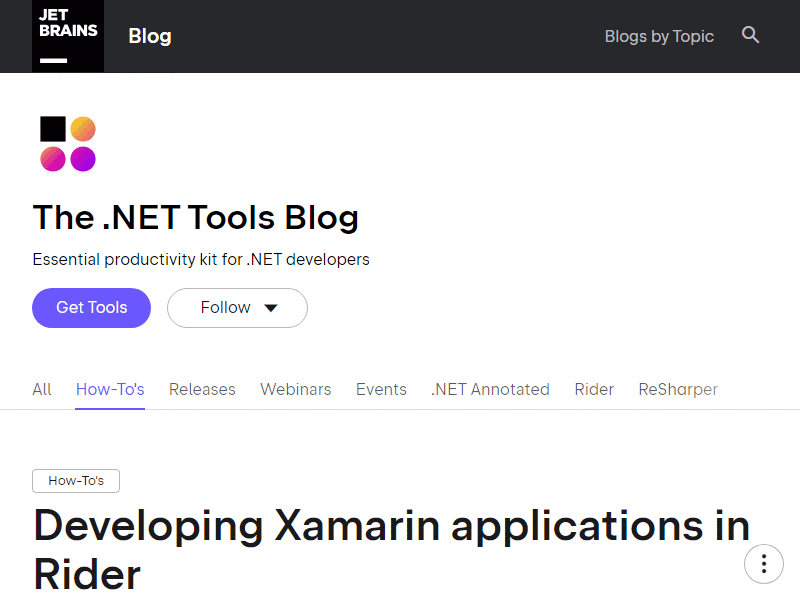 JET
BRAINS
Blog
Blogs by Topic
The .NET Tools Blog
Essential productivity kit for .NET developers
Get Tools
Follow
All How-To's Releases Webinars Events .NET Annotated Rider ReSharper
How-To's
Developing Xamarin applications in
Rider